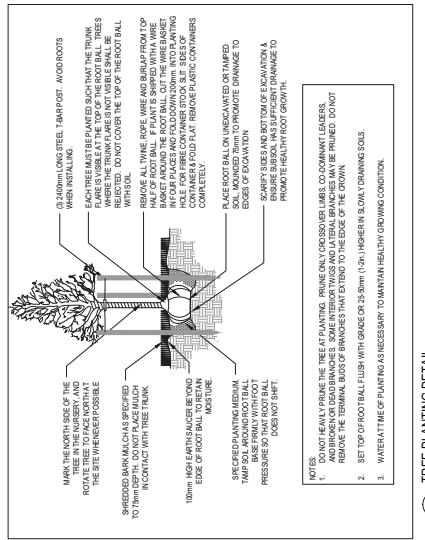 MARK THE NORTH SIDE OF THE
TREE IN THE NURSERY, AND
ROTATE TREE TO FACE NORTH AT
THE SITE WHENEVER POSSIBLE
SHREDDED BARK MULCH AS SPECIFIED
TO 75mm DEPTH. DO NOT PLACE MULCH
IN CONTACT WITH TREE TRUNK.
100mm HIGH EARTH SAUCER BEYOND
EDGE OF ROOT BALL TO RETAIN
MOISTURE.
SPECIFIED PLANTING MEDIUM.
TAMP SOIL AROUND ROOT BALL
BASE FIRMLY WITH FOOT
PRESSURE SO THAT ROOT BALL
DOES NOT SHIFT.
(3) 2400mm LONG STEEL T-BAR POST. AVOID ROOTS
WHEN INSTALLING.
EACH TREE MUST BE PLANTED SUCH THAT THE TRUNK
FLARE IS VISIBLE AT THE TOP OF THE ROOT BALL. TREES
WHERE THE TRUNK FLARE IS NOT VISIBLE SHALL BE
REJECTED. DO NOT COVER THE TOP OF THE ROOT BALL
WITH SOIL.
REMOVE ALL TWINE, ROPE, WIRE AND BURLAP FROM TOP
HALF OF ROOT BALL. IF PLANT IS SHIPPED WITH A WIRE
BASKET AROUND THE ROOT BALL, CUT THE WIRE BASKET
IN FOUR PLACES AND FOLD DOWN 200mm INTO PLANTING
HOLE. FOR FIBRE CONTAINER STOCK SLIT SIDES OF
CONTAINER & FOLD FLAT. REMOVE PLASTIC CONTAINERS
COMPLETELY.
PLACE ROOT BALL ON UNEXCAVATED OR TAMPED
SOIL, MOUNDED 25mm TO PROMOTE DRAINAGE TO
EDGES OF EXCAVATION
SCARIFY SIDES AND BOTTOM OF EXCAVATION &
ENSURE SUBSOIL HAS SUFFICIENT DRAINAGE TO
PROMOTE HEALTHY ROOT GROWTH.
NOTES:
1. DO NOT HEAVILY PRUNE THE TREE AT PLANTING. PRUNE ONLY CROSSOVER LIMBS, CO-DOMINANT LEADERS,
AND BROKEN OR DEAD BRANCHES. SOME INTERIOR TWIGS AND LATERAL BRANCHES MAY BE PRUNED. DO NOT
REMOVE THE TERMINAL BUDS OF BRANCHES THAT EXTEND TO THE EDGE OF THE CROWN.
2. SET TOP OF ROOT BALL FLUSH WITH GRADE OR 25-50mm (1-2in.) HIGHER IN SLOWLY DRAINING SOILS.
3. WATER AT TIME OF PLANTING AS NECESSARY TO MAINTAIN HEALTHY GROWING CONDITION.
TREE PLANTING DETAIL